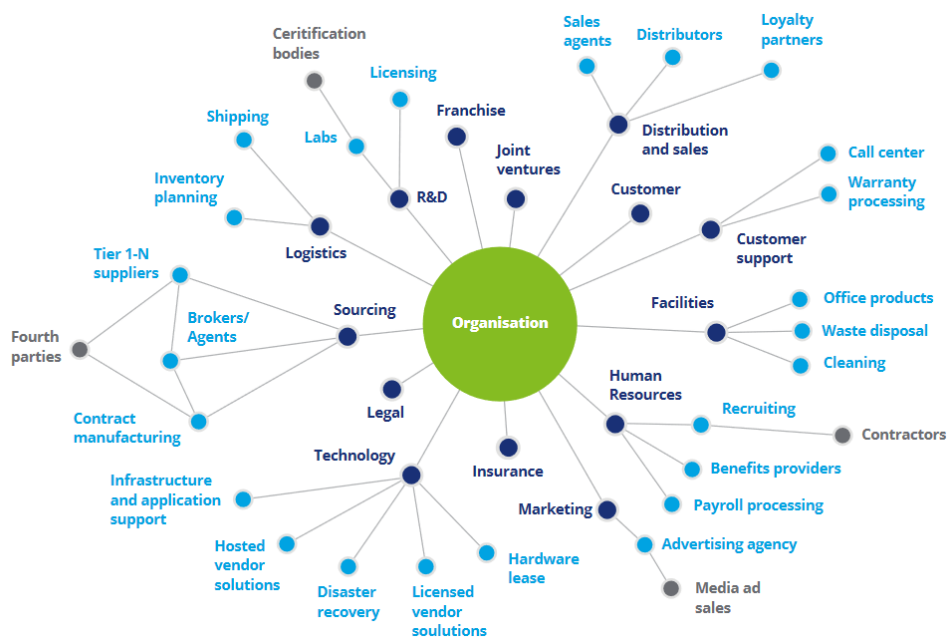 Ceritification
bodies
Licensing
Shipping
Labs
Franchise
Sales
agents
Distributors
Loyalty
partners
Distribution
and sales
Joint
ventures
Call center
Inventory
planning
R&D
Customer
Warranty
processing
Logistics
Customer
support
Tier 1-N
suppliers
Sourcing
Facilities
Office products
Fourth
parties
Brokers/
Agents
Organisation
Waste disposal
Cleaning
Human
Resources
Legal
Recruiting
Contract
manufacturing
Contractors
Technology
Insurance
Benefits providers
Infrastructure
and application
support
Marketing
Payroll processing
Hosted
vendor
solutions
Hardware
lease
Advertising agency
Disaster
recovery
Licensed
vendor
soulutions
Media ad
sales